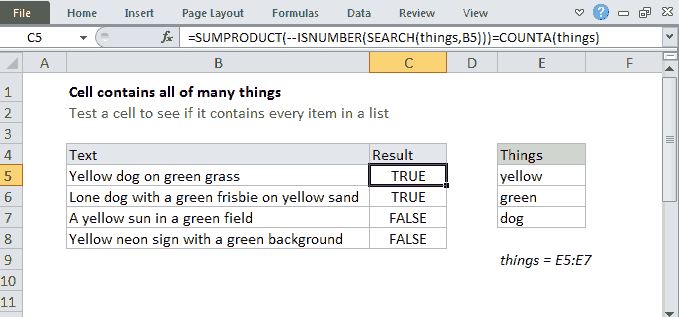 File Home Insert Page Layout Formulas Data Review View
C5 fx =SUMPRODUCT(--ISNUMBER(SEARCH(things,B5)))=COUNTA(things)
A B C D E F
1 Cell contains all of many things
2 Test a cell to see if it contains every item in a list
3
4 Text Result Things
5 Yellow dog on green grass TRUE yellow
6 Lone dog with a green frisbie on yellow sand TRUE green
7 A yellow sun in a green field FALSE dog
8 Yellow neon sign with a green background FALSE
9 things = E5:E7
10
11